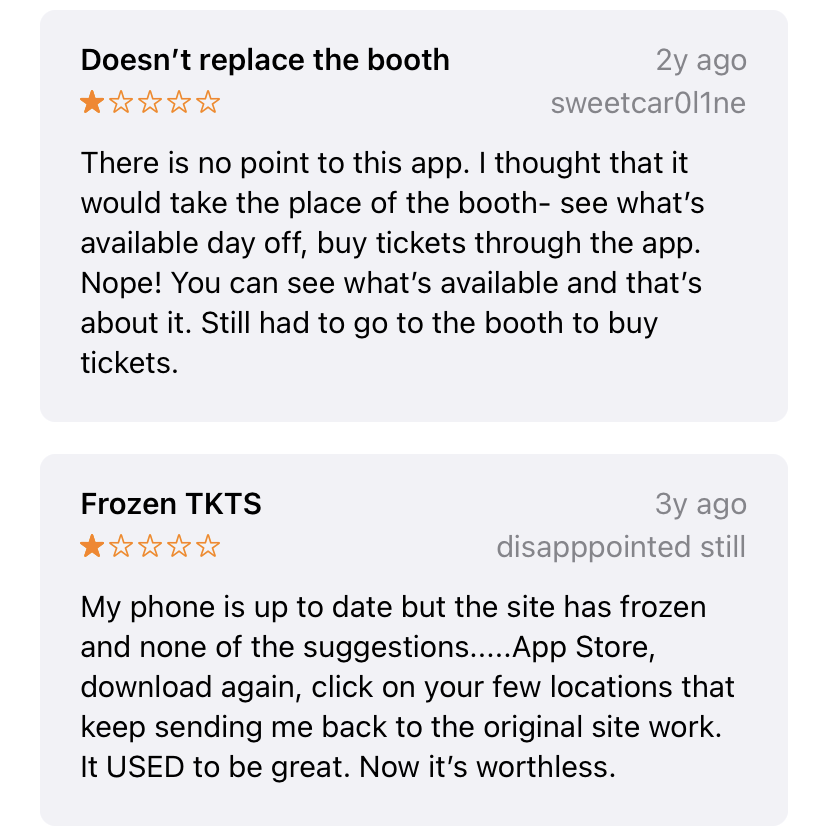 Doesn’t replace the booth
2y ago
sweetcar0l1ne
There is no point to this app. I thought that it
would take the place of the booth- see what’s
available day off, buy tickets through the app.
Nope! You can see what’s available and that’s
about it. Still had to go to the booth to buy
tickets.
Frozen TKTS
3y ago
disapppointed still
My phone is up to date but the site has frozen
and none of the suggestions.....App Store,
download again, click on your few locations that
keep sending me back to the original site work.
It USED to be great. Now it’s worthless.